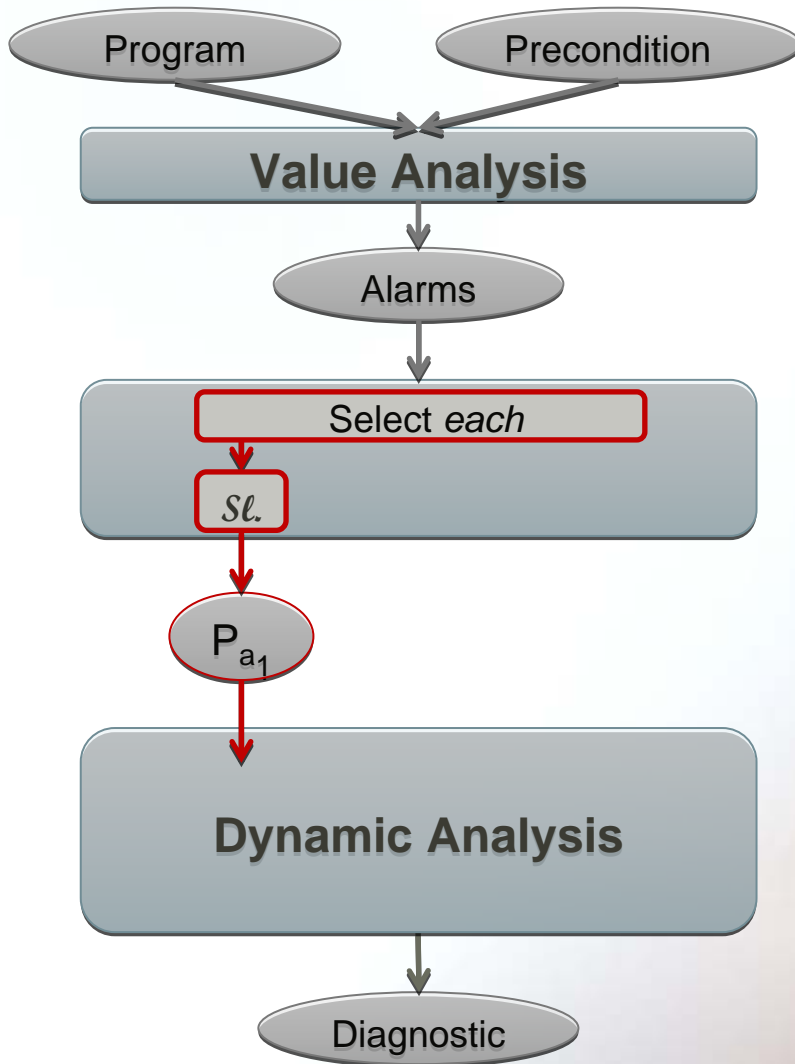 Program
Precondition
Value Analysis
Alarms
Select each
Sl.
Pa1
Dynamic Analysis
Diagnostic